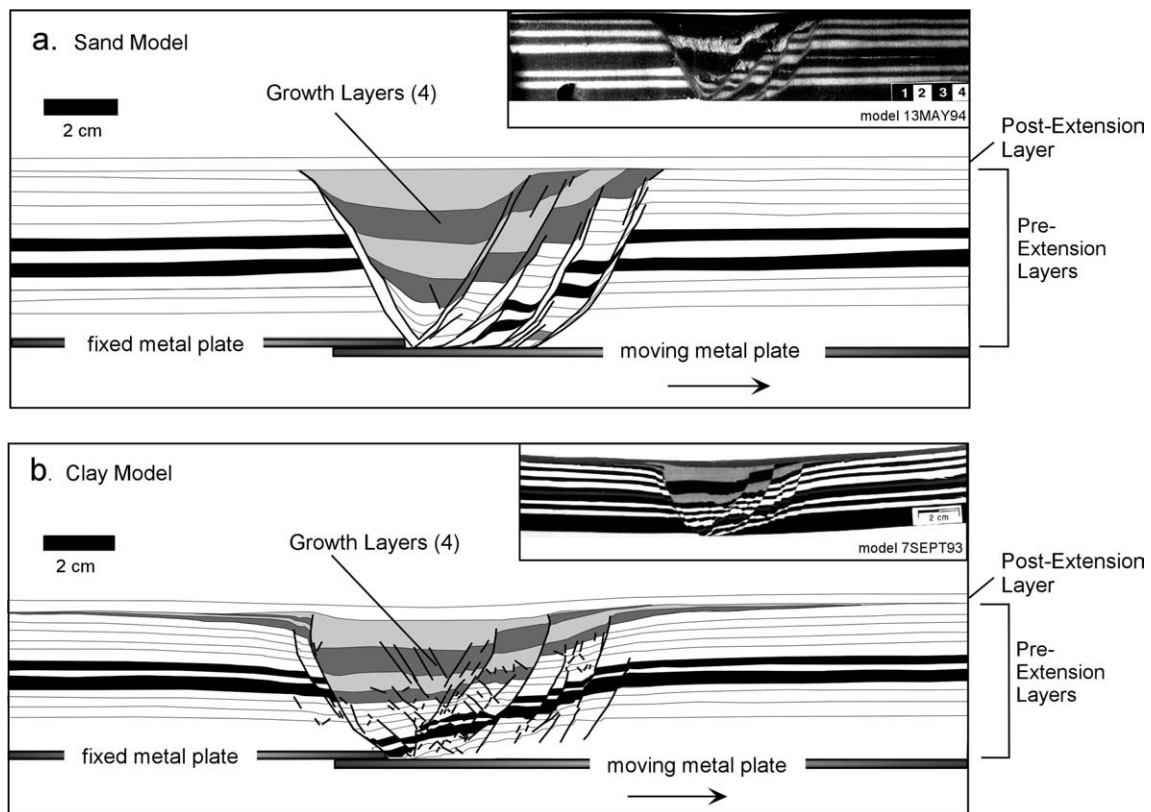 a. Sand Model
2 cm
Growth Layers (4)
1 2 3 4
model 13MAY94
Post-Extension
Layer
Pre-
Extension
Layers
fixed metal plate
moving metal plate
b. Clay Model
2 cm
Growth Layers (4)
2 cm
model 7SEPT93
Post-Extension
Layer
Pre-
Extension
Layers
fixed metal plate
moving metal plate